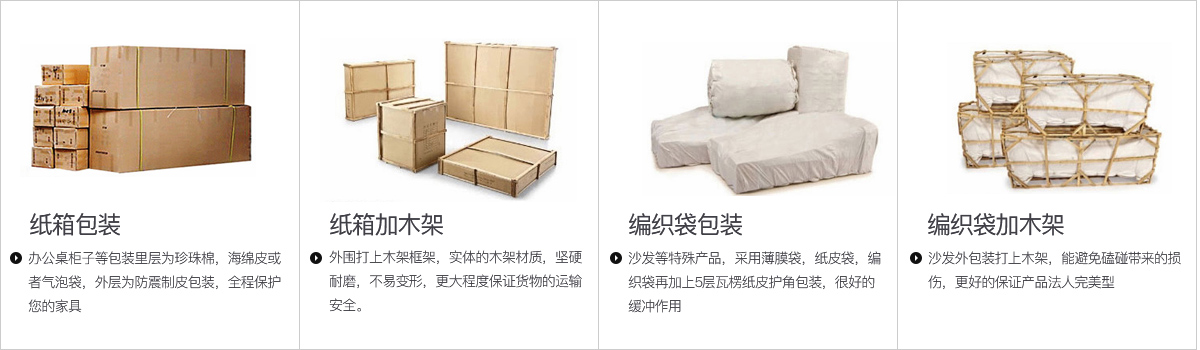 纸箱包装
办公桌柜子等包装里层为珍珠棉，海绵皮或
者气泡袋，外层为防震制皮包装，全程保护
您的家具
纸箱加木架
外围打上木架框架，实体的木架材质，坚硬
耐磨，不易变形，更大程度保证货物的运输
安全。
编织袋包装
沙发等特殊产品，采用薄膜袋，纸皮袋，编
织袋再加上5层瓦楞纸皮护角包装，很好的
缓冲作用
编织袋加木架
沙发外包装打上木架，能避免磕碰带来的损
伤，更好的保证产品法人完美型